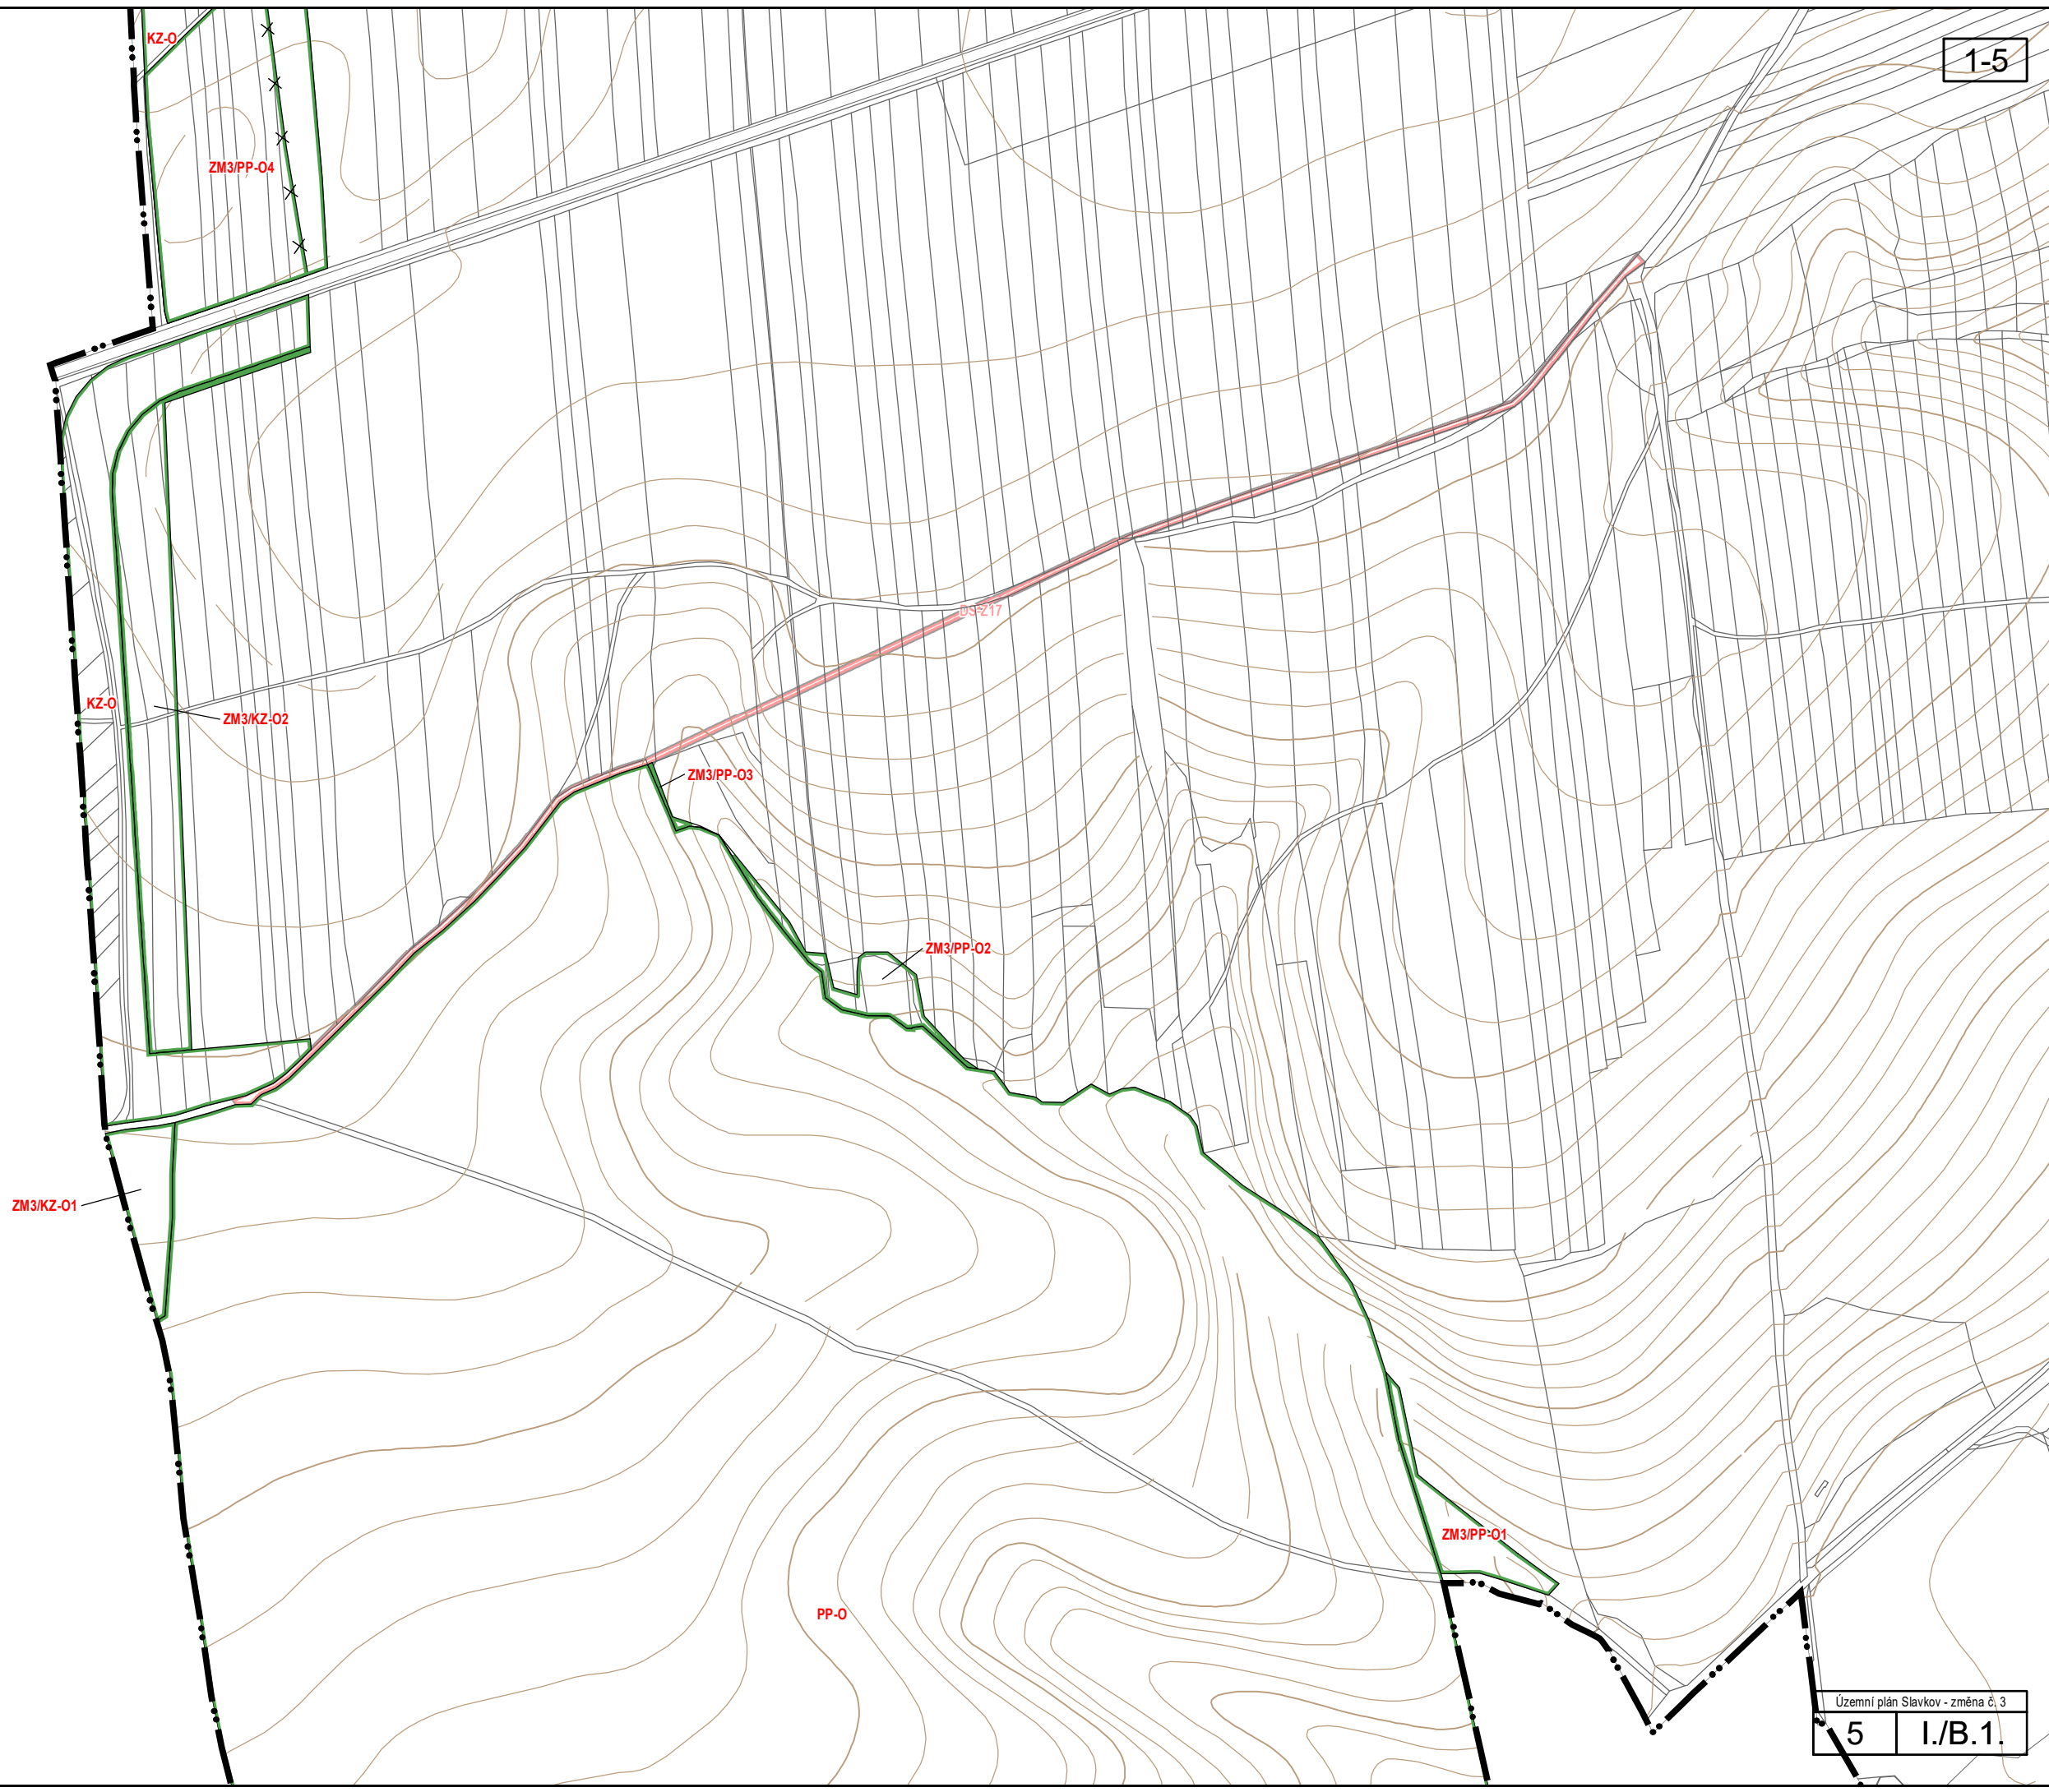 KZ-O
1-5
ZM3/PP-O4
DS-Z17
KZ-O
ZM3/KZ-O2
ZM3/PP-O3
ZM3/PP-O2
ZM3/KZ-O1
ZM3/PP-O1
PP-O
Územní plán Slavkov - změna č. 3
5 I./B.1.